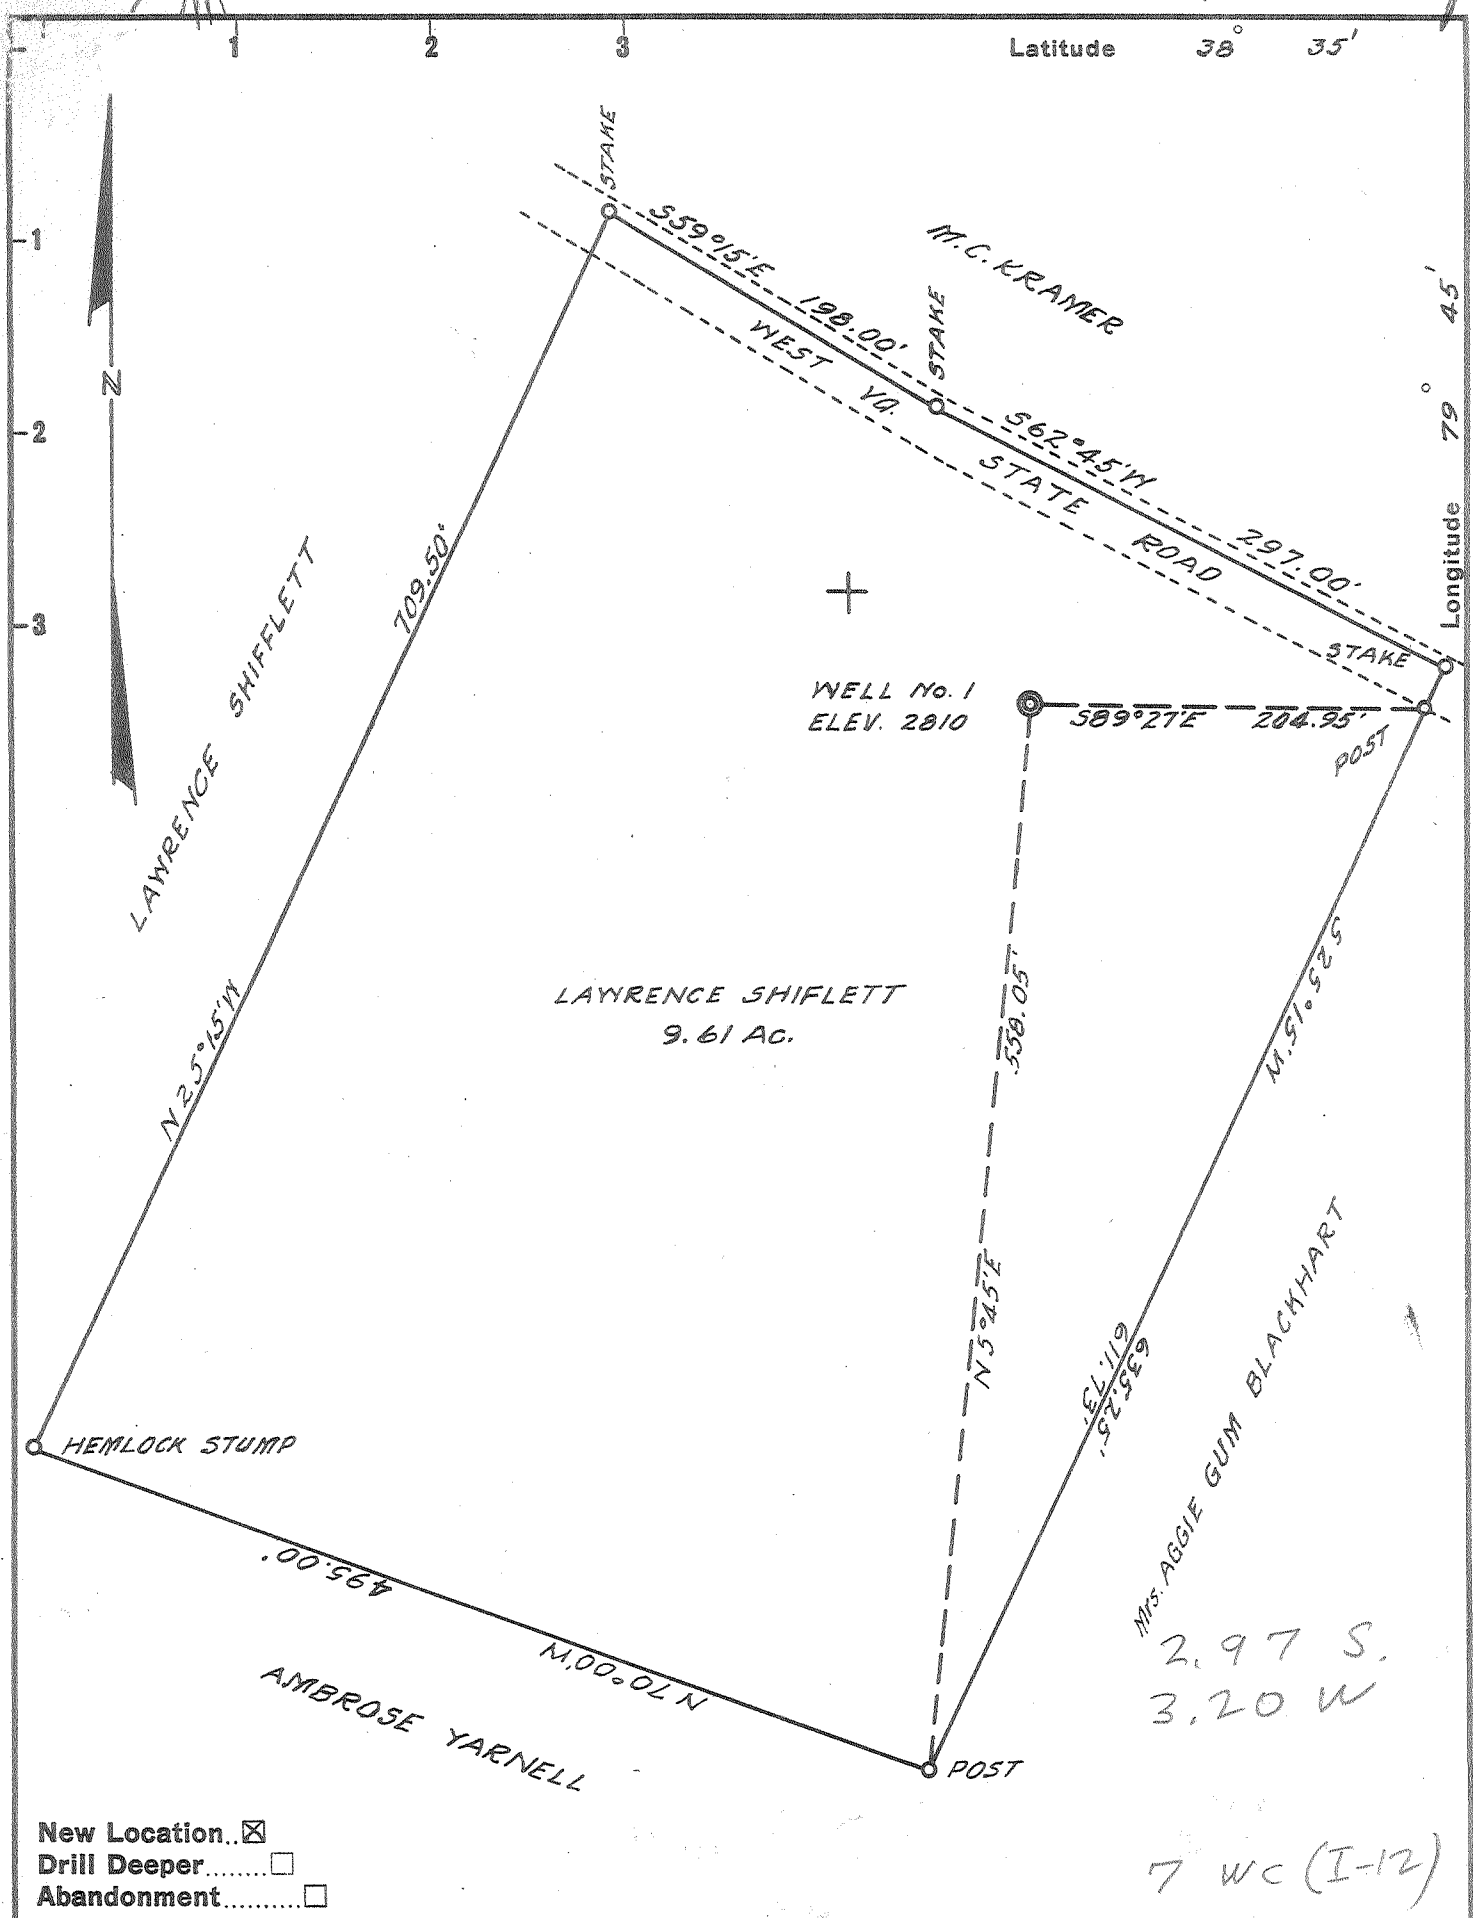 1 2 3 Latitude 38° 35'
STAKE
1
S59°15'E 198.00'
M.C. KRAMER
STAKE
Longitude 79° 45'
N
WEST VA. STATE ROAD
2
S62°45'W 297.00'
3
STAKE
709.50'
N25°15'W
LAWRENCE SHIFFLETT
WELL No. 1
ELEV. 2810
S89°27'E 204.95'
POST
558.05'
N5°45'E
S25°15'W
LAWRENCE SHIFLETT
9.61 AC.
611.73'
635.25'
Mrs. AGGIE GUM BLACKHART
HEMLOCK STUMP
495.00'
N70°00'W
AMBROSE YARNELL
POST
2.97 S.
3.20 W
New Location..☒
Drill Deeper........☐
Abandonment..........☐
7 WC (I-12)